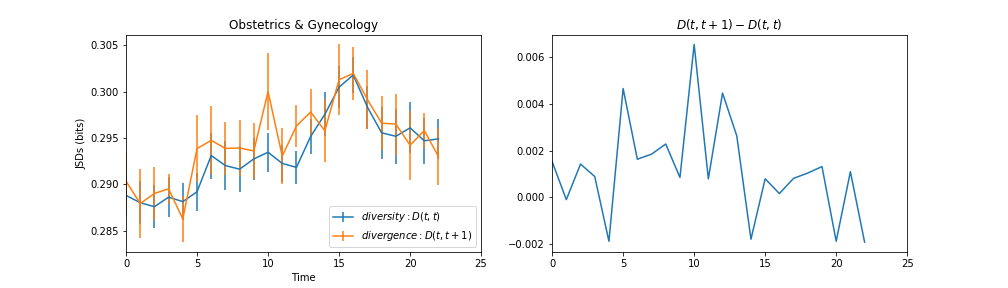 Obstetrics & Gynecology
JSDs (bits)
0.305
0.300
0.295
0.290
0.285
0 5 10 15 20 25
Time
diversity: D(t, t)
divergence: D(t, t + 1)
D(t, t + 1) − D(t, t)
0.006
0.004
0.002
0.000
−0.002
0 5 10 15 20 25